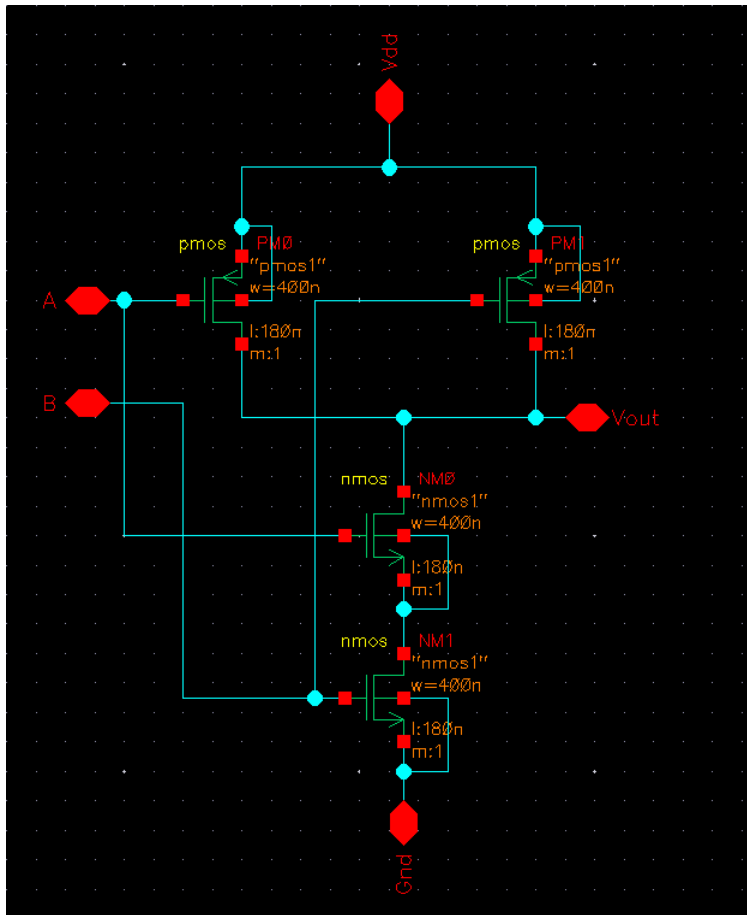 Vdd
pmos PM0
"pmos1"
w=400n
l:180n
m:1
pmos PM1
"pmos1"
w=400n
l:180n
m:1
A
B
Vout
nmos NM0
"nmos1"
w=400n
l:180n
m:1
nmos NM1
"nmos1"
w=400n
l:180n
m:1
Gnd